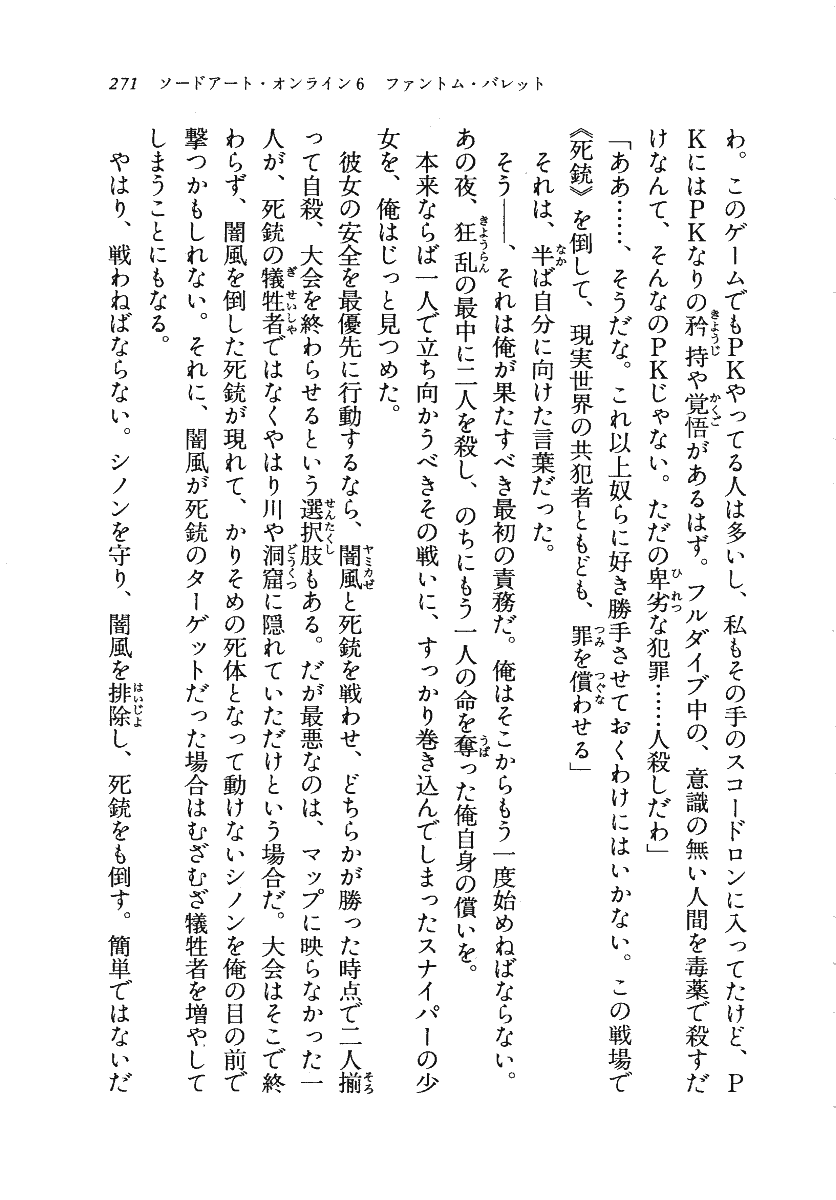 271 ソードアート・オンライン6 ファントム・バレット
わ。このゲームでもPKやってる人は多いし、私もその手のスコードロンに入ってたけど、P
KにはPKなりの矜持や覚悟があるはず。フルダイブ中の、意識の無い人間を毒薬で殺すだ
けなんて、そんなのPKじゃない。ただの卑劣な犯罪……人殺しだわ」
「ああ……、そうだな。これ以上奴らに好き勝手させておくわけにはいかない。この戦場で
《死銃》を倒して、現実世界の共犯者ともども、罪を償わせる」
それは、半ば自分に向けた言葉だった。
そう――、それは俺が果たすべき最初の責務だ。俺はそこからもう一度始めねばならない。
あの夜、狂乱の最中に二人を殺し、のちにもう一人の命を奪った俺自身の償いを。
本来ならば一人で立ち向かうべきその戦いに、すっかり巻き込んでしまったスナイパーの少
女を、俺はじっと見つめた。
彼女の安全を最優先に行動するなら、闇風と死銃を戦わせ、どちらかが勝った時点で二人揃
って自殺、大会を終わらせるという選択肢もある。だが最悪なのは、マップに映らなかった一
人が、死銃の犠牲者ではなくやはり川や洞窟に隠れていただけという場合だ。大会はそこで終
わらず、闇風を倒した死銃が現れて、かりそめの死体となって動けないシノンを俺の目の前で
撃つかもしれない。それに、闇風が死銃のターゲットだった場合はむざむざ犠牲者を増やして
しまうことにもなる。
やはり、戦わねばならない。シノンを守り、闇風を排除し、死銃をも倒す。簡単ではないだ